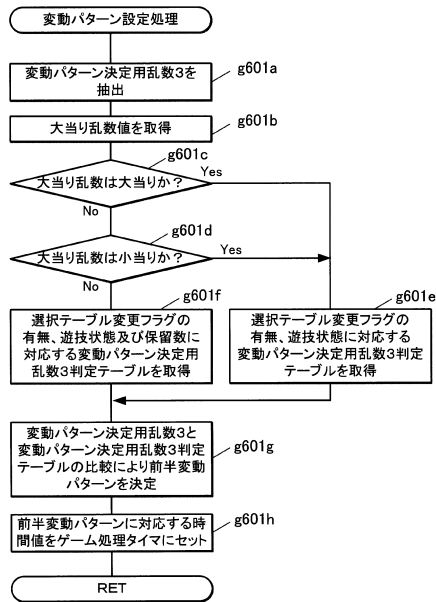 変動パターン設定処理
変動パターン決定用乱数3を
抽出
g601a
大当り乱数値を取得
g601b
大当り乱数は大当りか？
g601c
Yes
No
大当り乱数は小当りか？
g601d
Yes
No
選択テーブル変更フラグの
有無、遊技状態及び保留数に
対応する変動パターン決定用
乱数3判定テーブルを取得
g601f
選択テーブル変更フラグの
有無、遊技状態に対応する
変動パターン決定用乱数3判定
テーブルを取得
g601e
変動パターン決定用乱数3と
変動パターン決定用乱数3判定
テーブルの比較により前半変動
パターンを決定
g601g
前半変動パターンに対応する時
間値をゲーム処理タイマにセット
g601h
RET